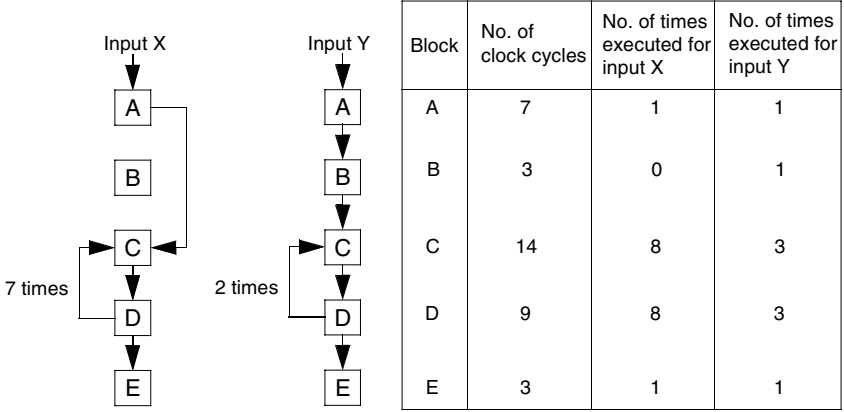 Input X
A
B
C
7 times
D
E
Input Y
A
B
C
2 times
D
E
Block
No. of
clock cycles
No. of times
executed for
input X
No. of times
executed for
input Y
A 7 1 1
B 3 0 1
C 14 8 3
D 9 8 3
E 3 1 1